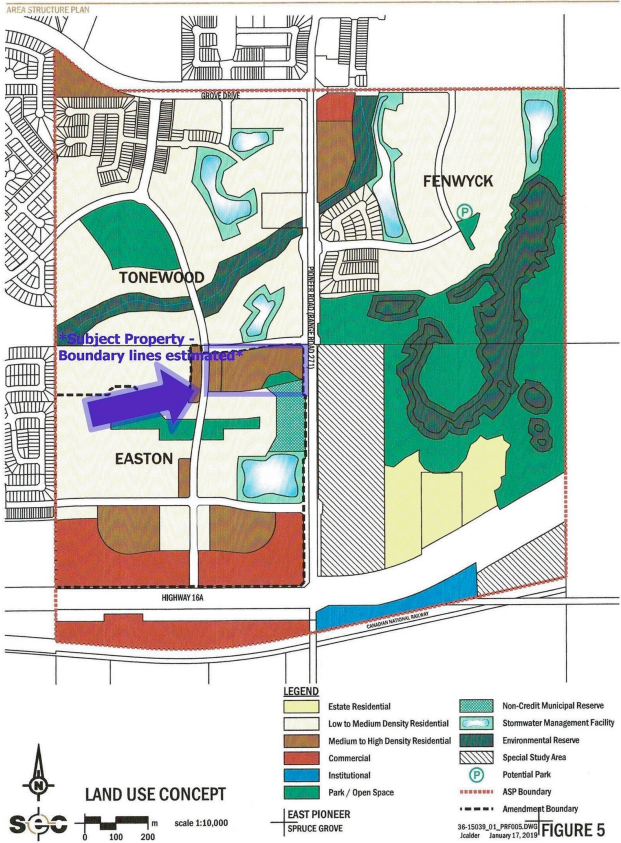 AREA STRUCTURE PLAN
GROVE DRIVE
FENWYCK
P
TONEWOOD
PIONEER ROAD (RANGE ROAD 271)
*Subject Property -
Boundary lines estimated*
EASTON
HIGHWAY 16A
CANADIAN NATIONAL RAILWAY
LEGEND
Estate Residential
Low to Medium Density Residential
Medium to High Density Residential
Commercial
Institutional
Park / Open Space
Non-Credit Municipal Reserve
Stormwater Management Facility
Environmental Reserve
Special Study Area
P Potential Park
ASP Boundary
Amendment Boundary
N
LAND USE CONCEPT
0 100 200 m scale 1:10,000
EAST PIONEER
SPRUCE GROVE
36-15039_01_PRF005.DWG
Jcalder January 17, 2019
FIGURE 5